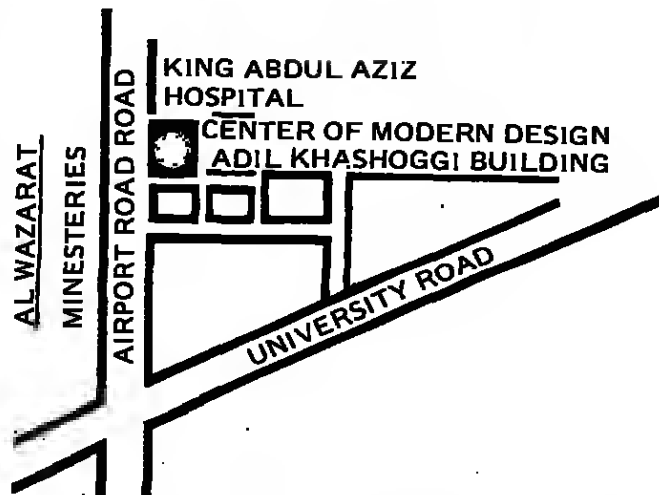 KING ABDUL AZIZ
HOSPITAL
CENTER OF MODERN DESIGN
ADIL KHASHOGGI BUILDING
AL WAZARAT
MINESTERIES
AIRPORT ROAD ROAD
UNIVERSITY ROAD